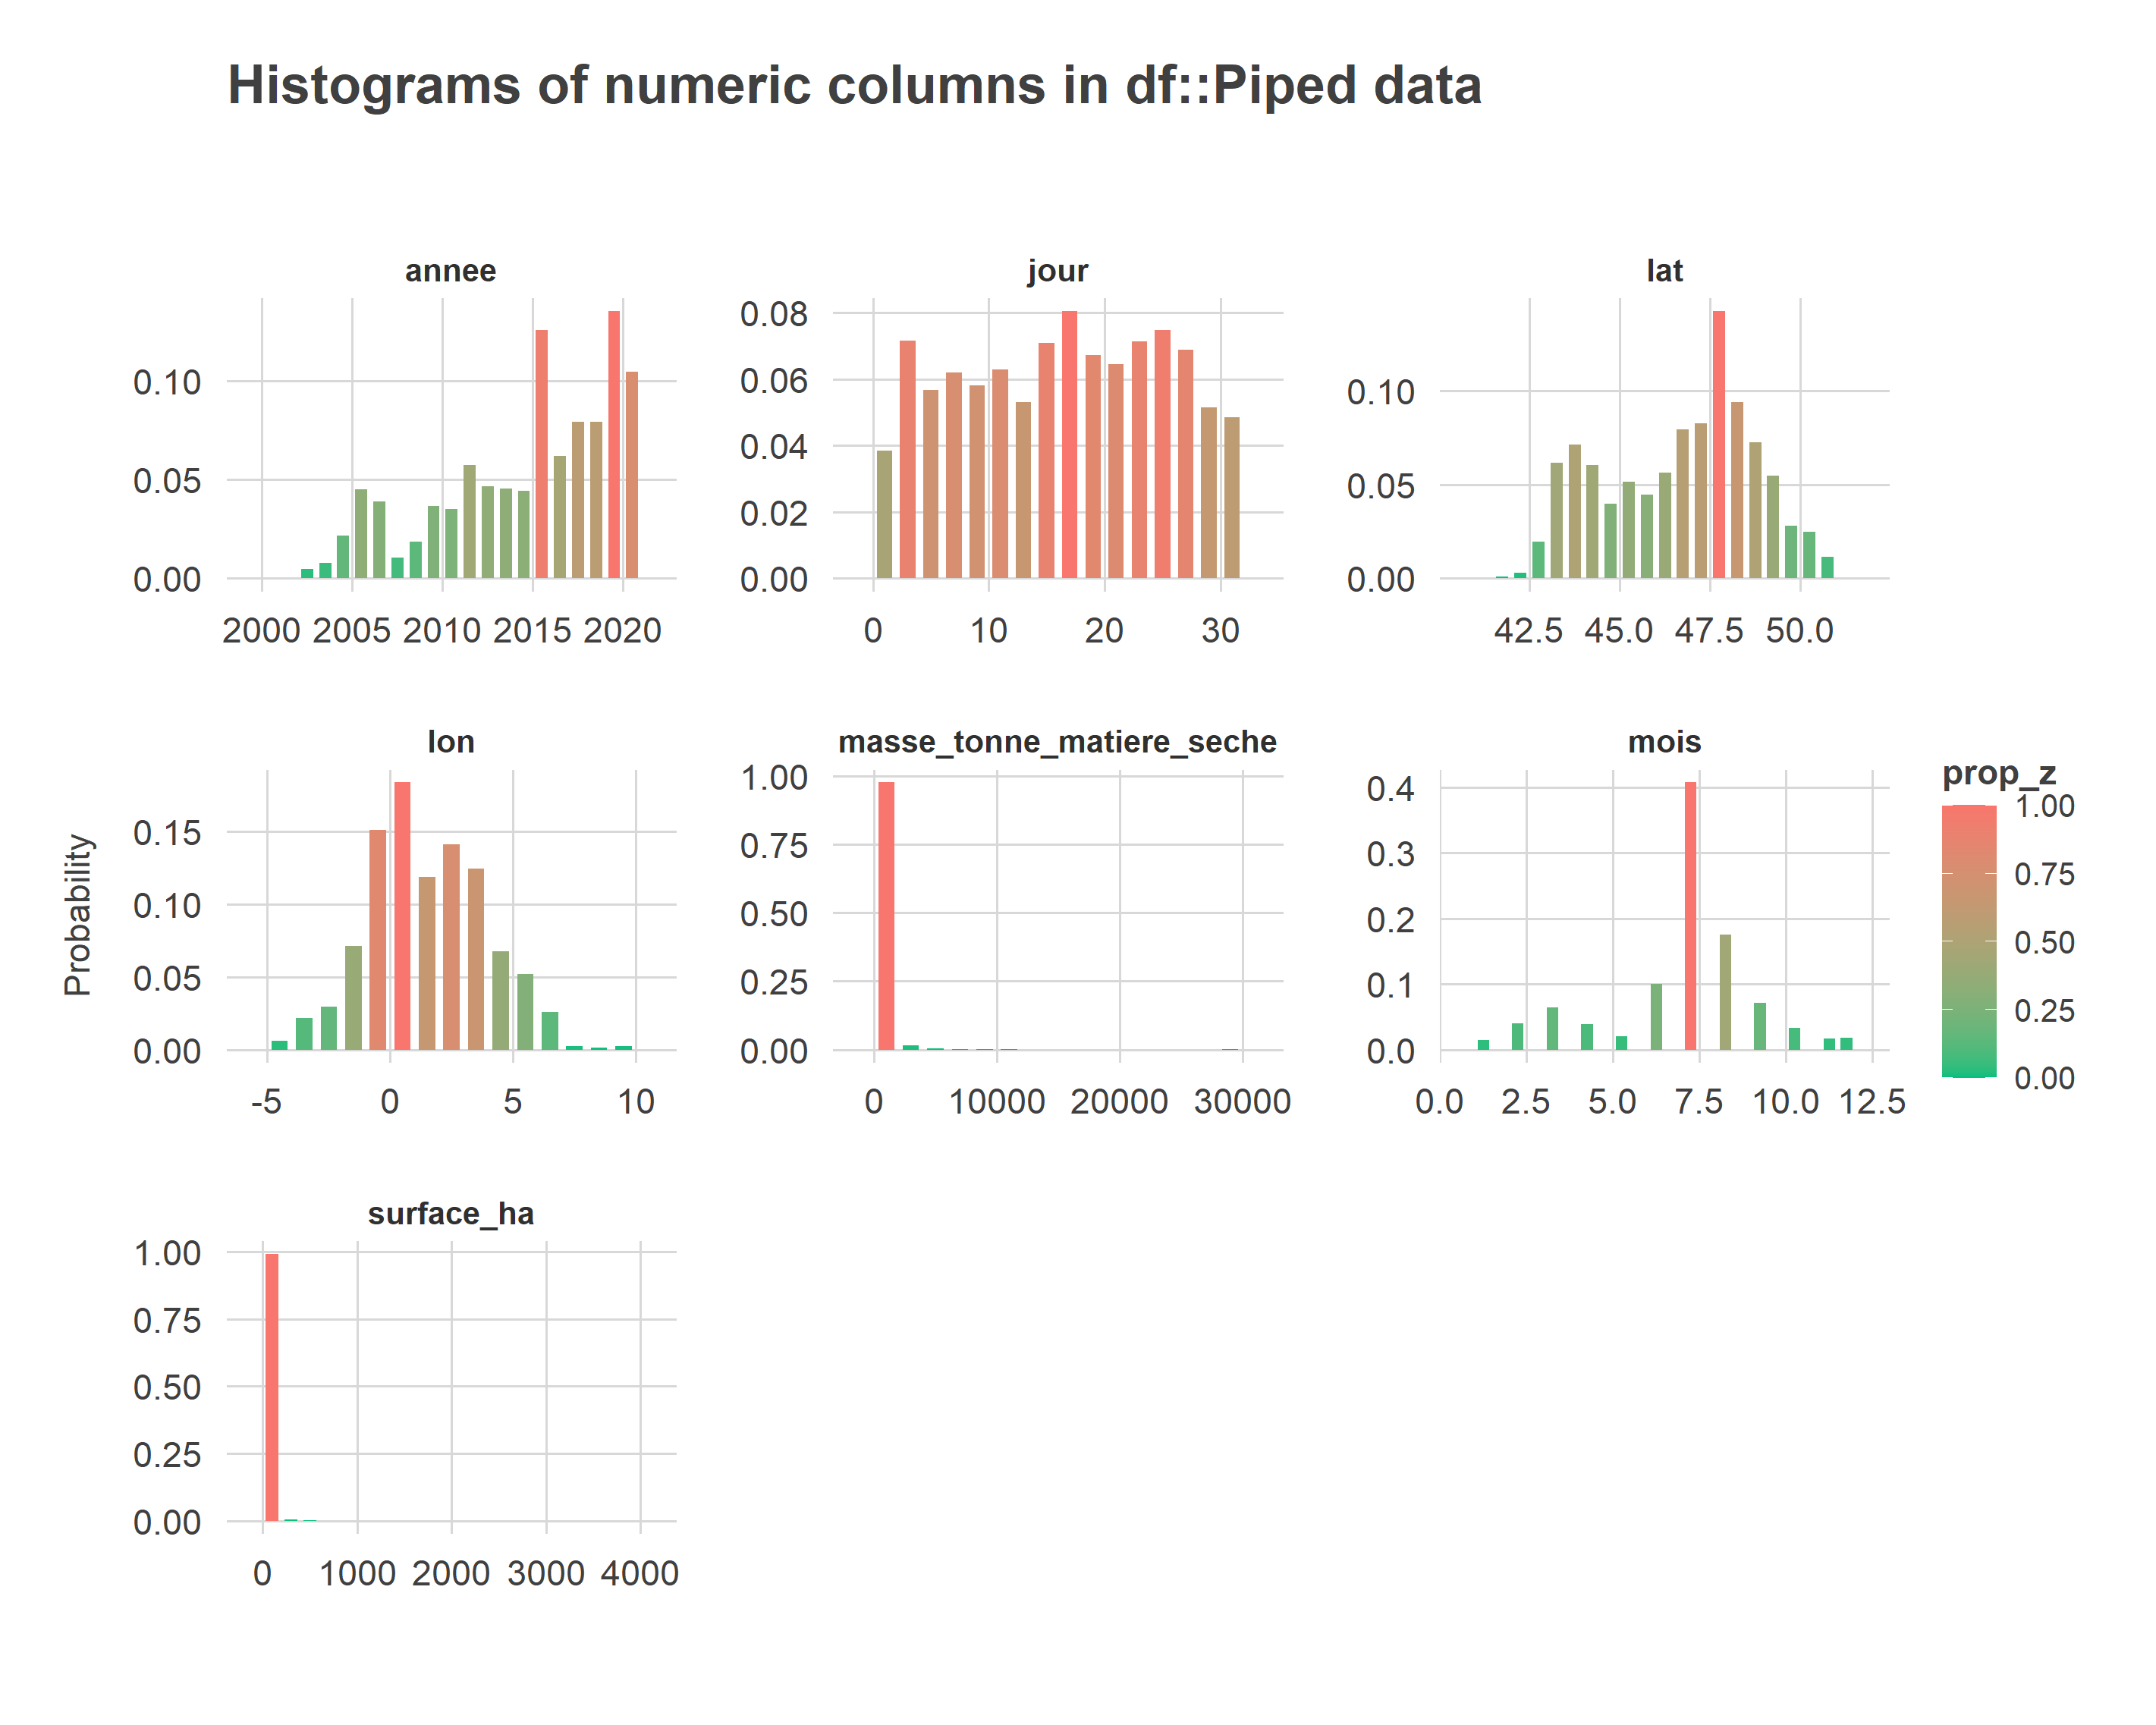 Histograms of numeric columns in df::Piped data
annee
0.10
0.05
0.00
2000 2005 2010 2015 2020
jour
0.08
0.06
0.04
0.02
0.00
0 10 20 30
lat
0.10
0.05
0.00
42.5 45.0 47.5 50.0
Probability
lon
0.15
0.10
0.05
0.00
-5 0 5 10
masse_tonne_matiere_seche
1.00
0.75
0.50
0.25
0.00
0 10000 20000 30000
mois
0.4
0.3
0.2
0.1
0.0
0.0 2.5 5.0 7.5 10.0 12.5
prop_z
1.00
0.75
0.50
0.25
0.00
surface_ha
1.00
0.75
0.50
0.25
0.00
0 1000 2000 3000 4000